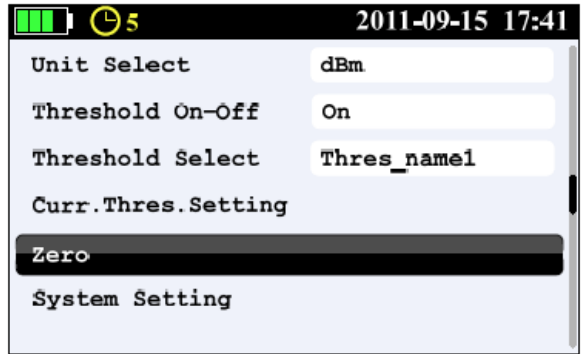 5 2011-09-15 17:41
Unit Select dBm
Threshold On-Off On
Threshold Select Thres_name1
Curr.Thres.Setting
Zero
System Setting